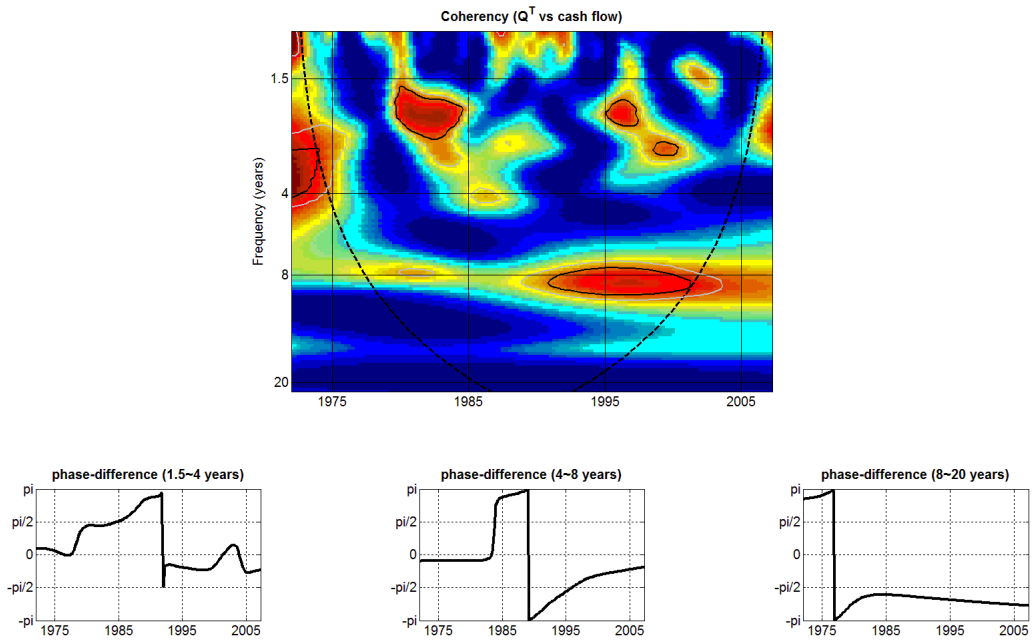 Coherency (Qᵀ vs cash flow)
Frequency (years)
1.5
4
8
20
1975 1985 1995 2005
phase-difference (1.5~4 years)
pi
pi/2
0
-pi/2
-pi
1975 1985 1995 2005
phase-difference (4~8 years)
pi
pi/2
0
-pi/2
-pi
1975 1985 1995 2005
phase-difference (8~20 years)
pi
pi/2
0
-pi/2
-pi
1975 1985 1995 2005